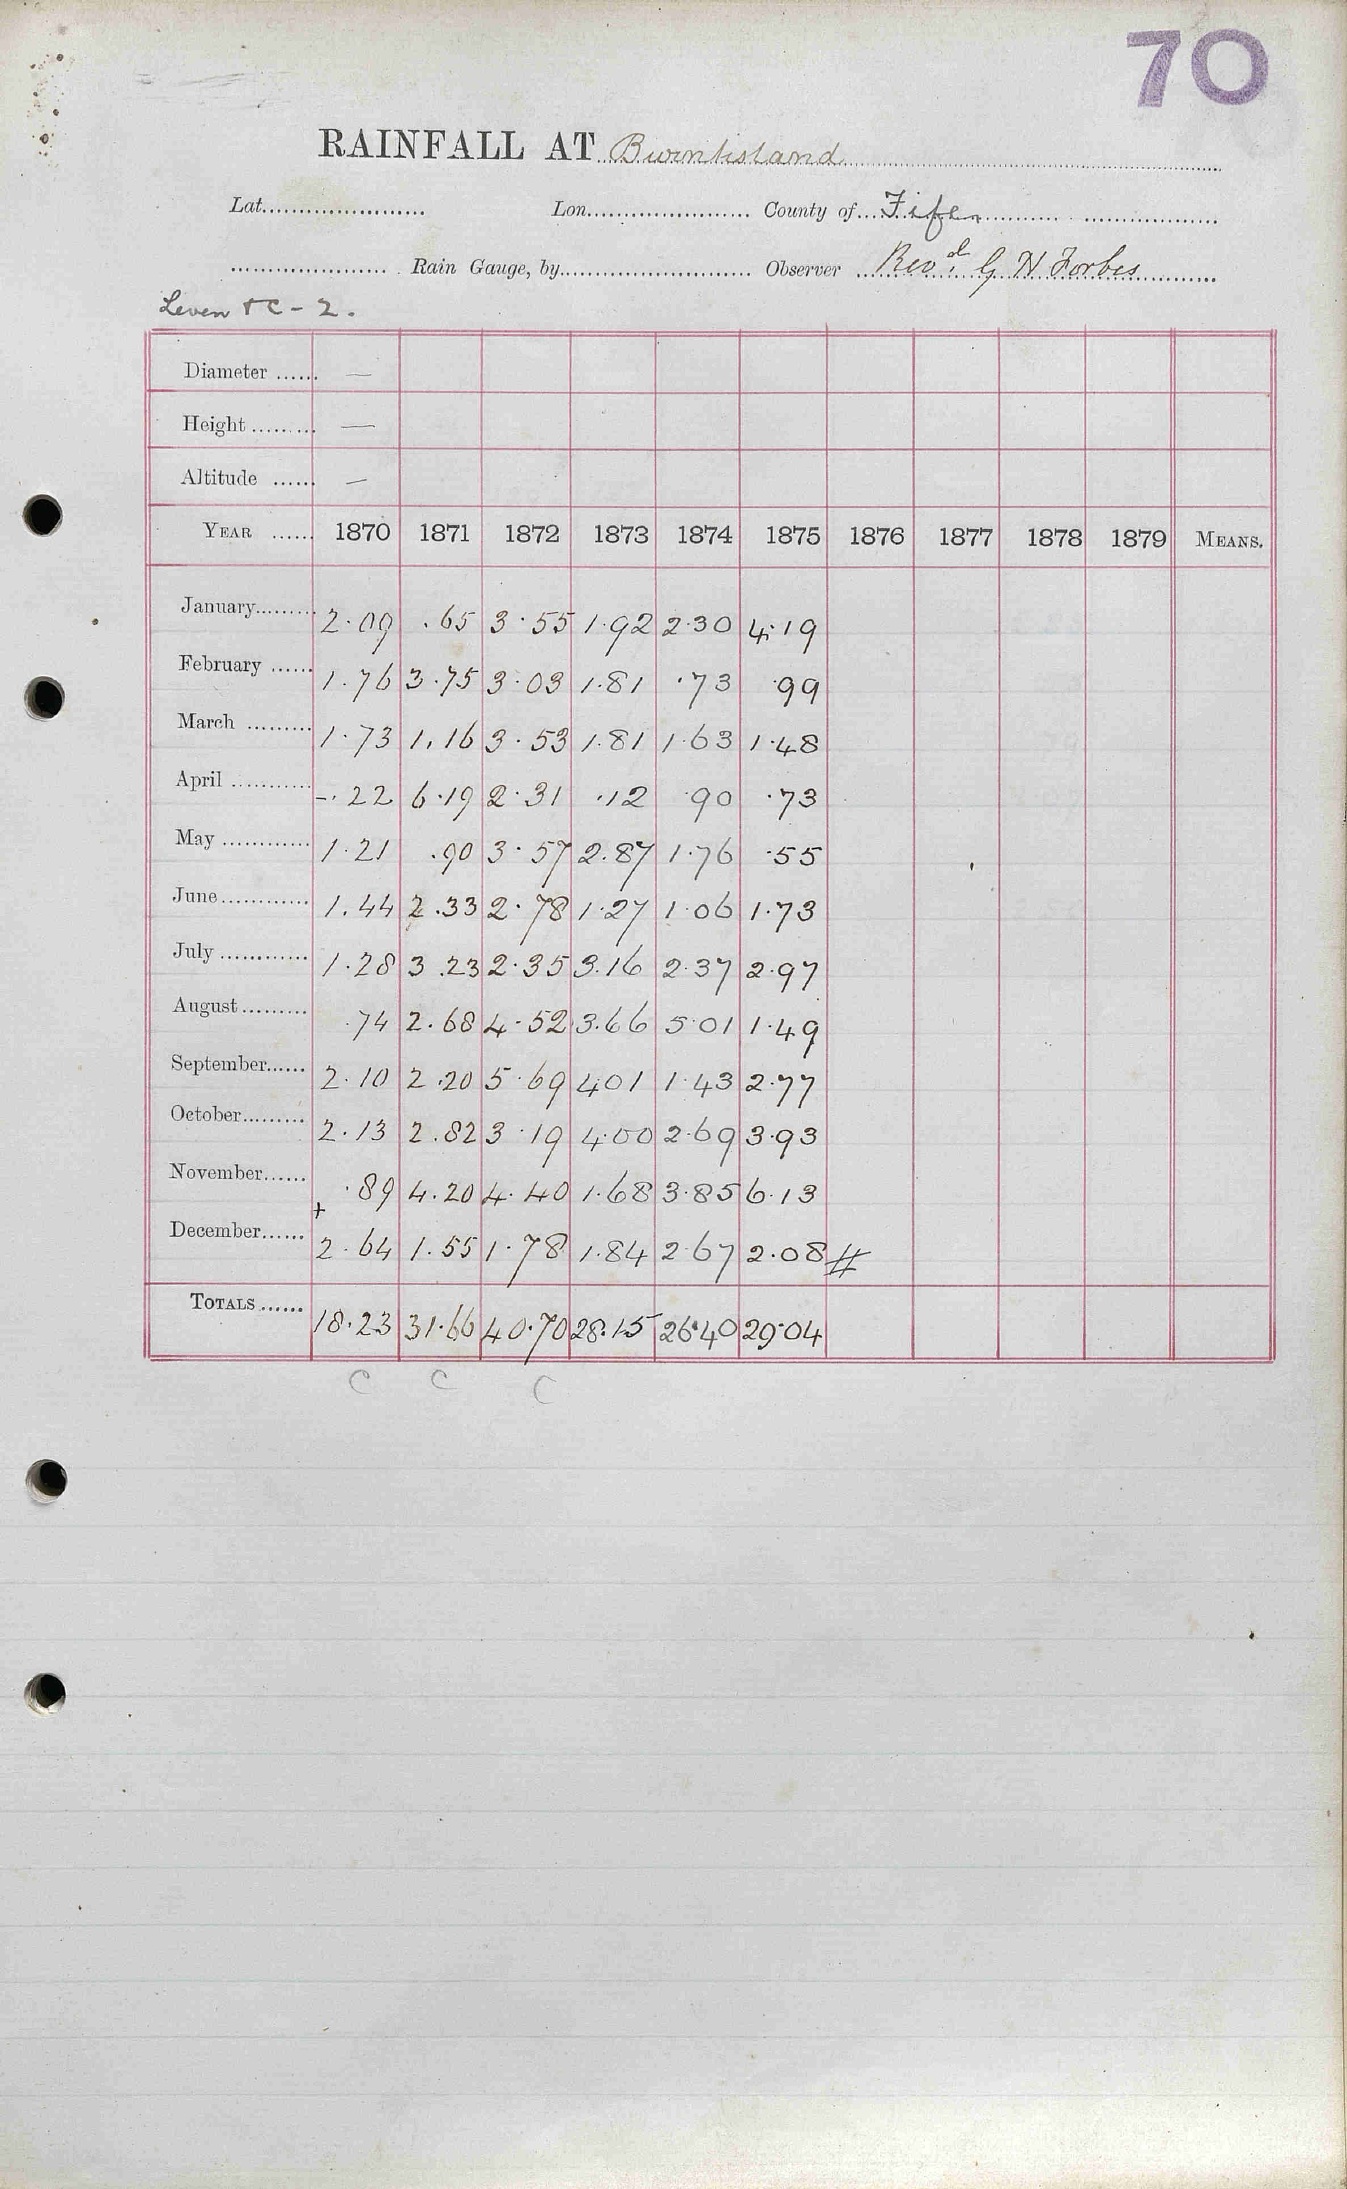 70
RAINFALL AT Burntisland
Lat. Lon. County of Fife
Rain Gauge, by Observer Revd. G H Forbes
Leven + C - 2.
Diameter ...... —
Height ......... —
Altitude ...... —
YEAR ...... 1870 1871 1872 1873 1874 1875 1876 1877 1878 1879 MEANS.
January......... 2.09 .65 3.55 1.92 2.30 4.19
February ...... 1.76 3.75 3.03 1.81 .73 .99
March ......... 1.73 1.16 3.53 1.81 1.63 1.48
April ............ -.22 6.19 2.31 .12 .90 .73
May ............ 1.21 .90 3.57 2.87 1.76 .55
June............ 1.44 2.33 2.78 1.27 1.06 1.73
July ............ 1.28 3.23 2.35 3.16 2.37 2.97
August......... .74 2.68 4.52 3.66 5.01 1.49
September...... 2.10 2.20 5.69 4.01 1.43 2.77
October......... 2.13 2.82 3.19 4.00 2.69 3.93
November...... .89 4.20 4.40 1.68 3.85 6.13
December...... + 2.64 1.55 1.78 1.84 2.67 2.08 #
TOTALS ...... 18.23 31.66 40.70 28.15 26.40 29.04
C C C